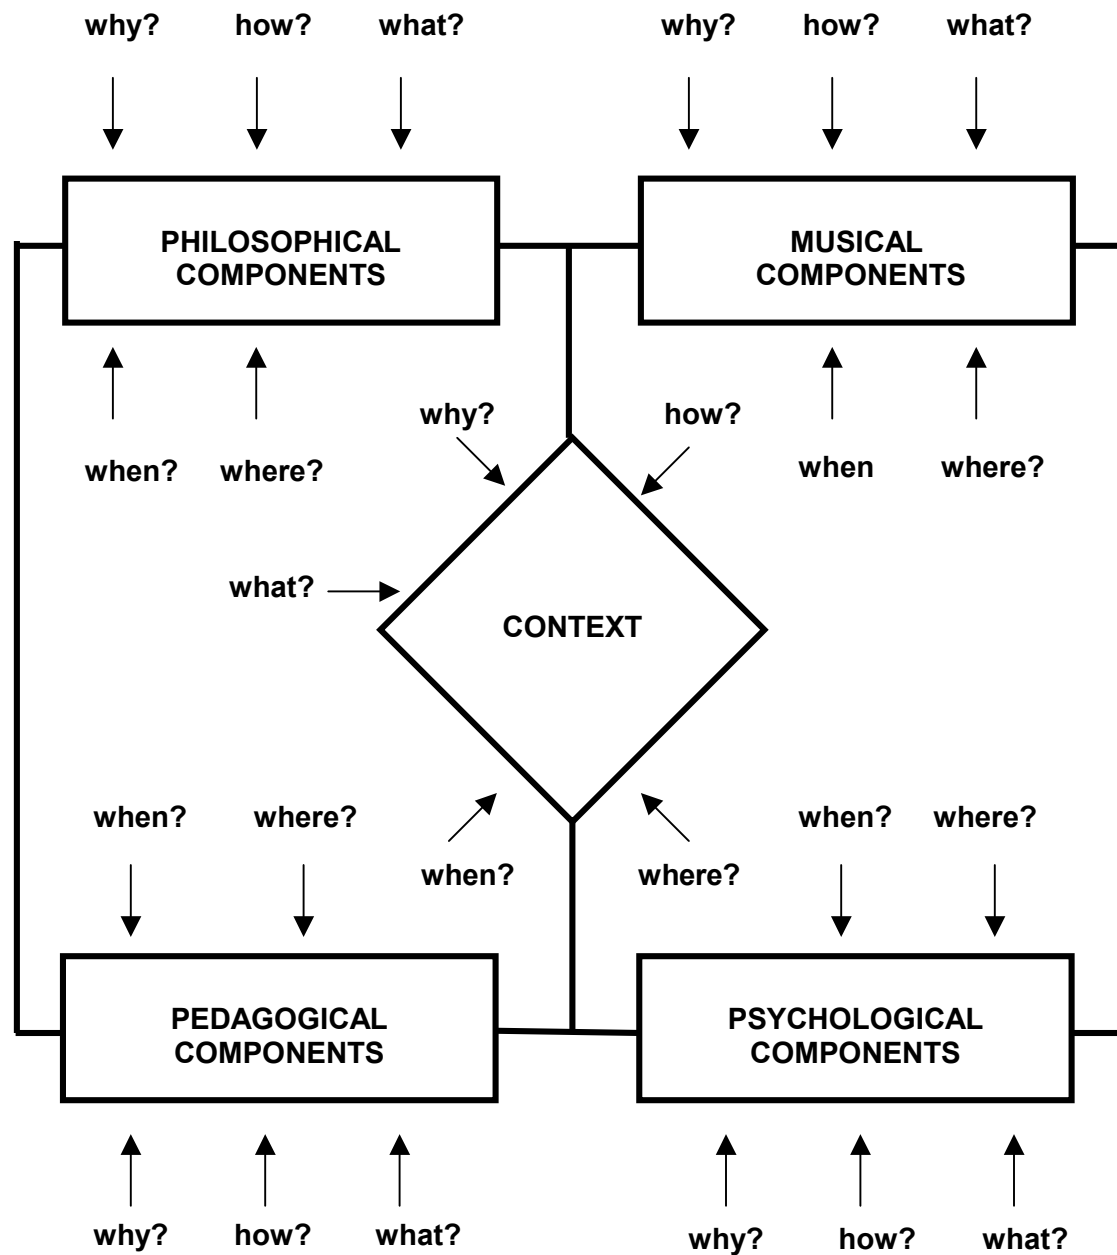 why? how? what? why? how? what?
PHILOSOPHICAL
COMPONENTS
MUSICAL
COMPONENTS
why? how?
when? where? when where?
what?
CONTEXT
when? where? when? where?
when? where?
PEDAGOGICAL
COMPONENTS
PSYCHOLOGICAL
COMPONENTS
why? how? what? why? how? what?